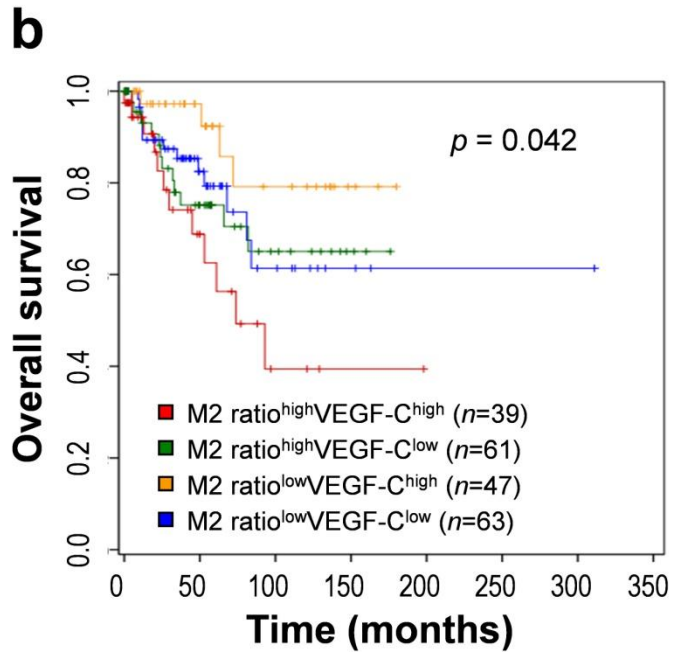 b
Overall survival
1.0
0.8
0.6
0.4
0.2
0.0
p = 0.042
M2 ratiohighVEGF-Chigh (n=39)
M2 ratiohighVEGF-Clow (n=61)
M2 ratiolowVEGF-Chigh (n=47)
M2 ratiolowVEGF-Clow (n=63)
0 50 100 150 200 250 300 350
Time (months)